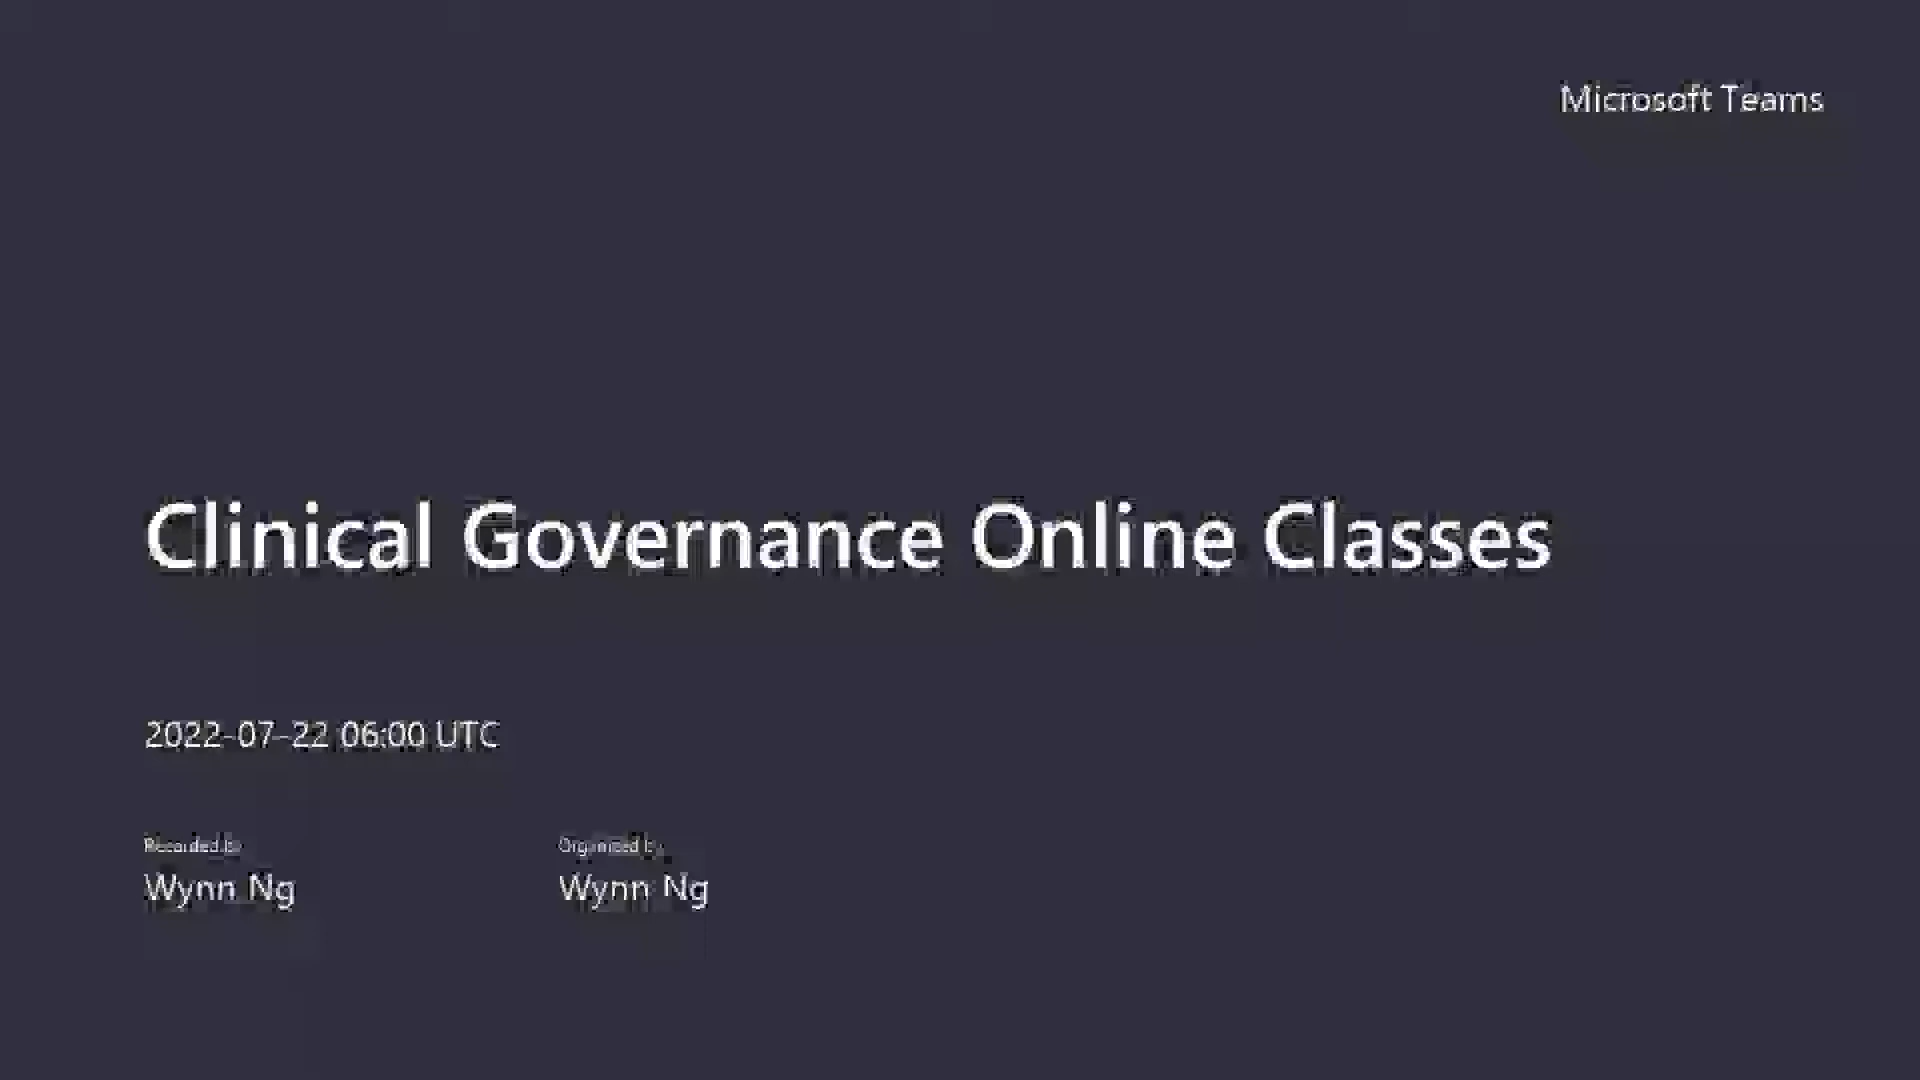 Microsoft Teams
Clinical Governance Online Classes
2022-07-22 06:00 UTC
Recorded by
Organized by
Wynn Ng
Wynn Ng